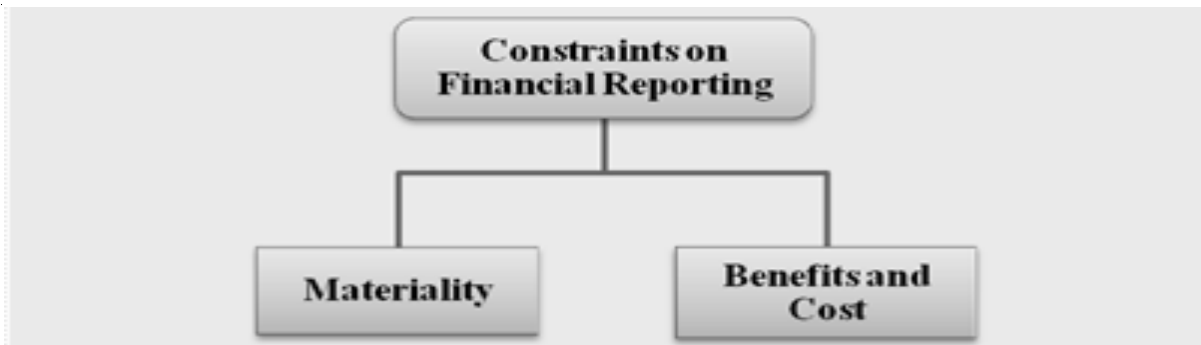 Constraints on
Financial Reporting
Materiality
Benefits and
Cost